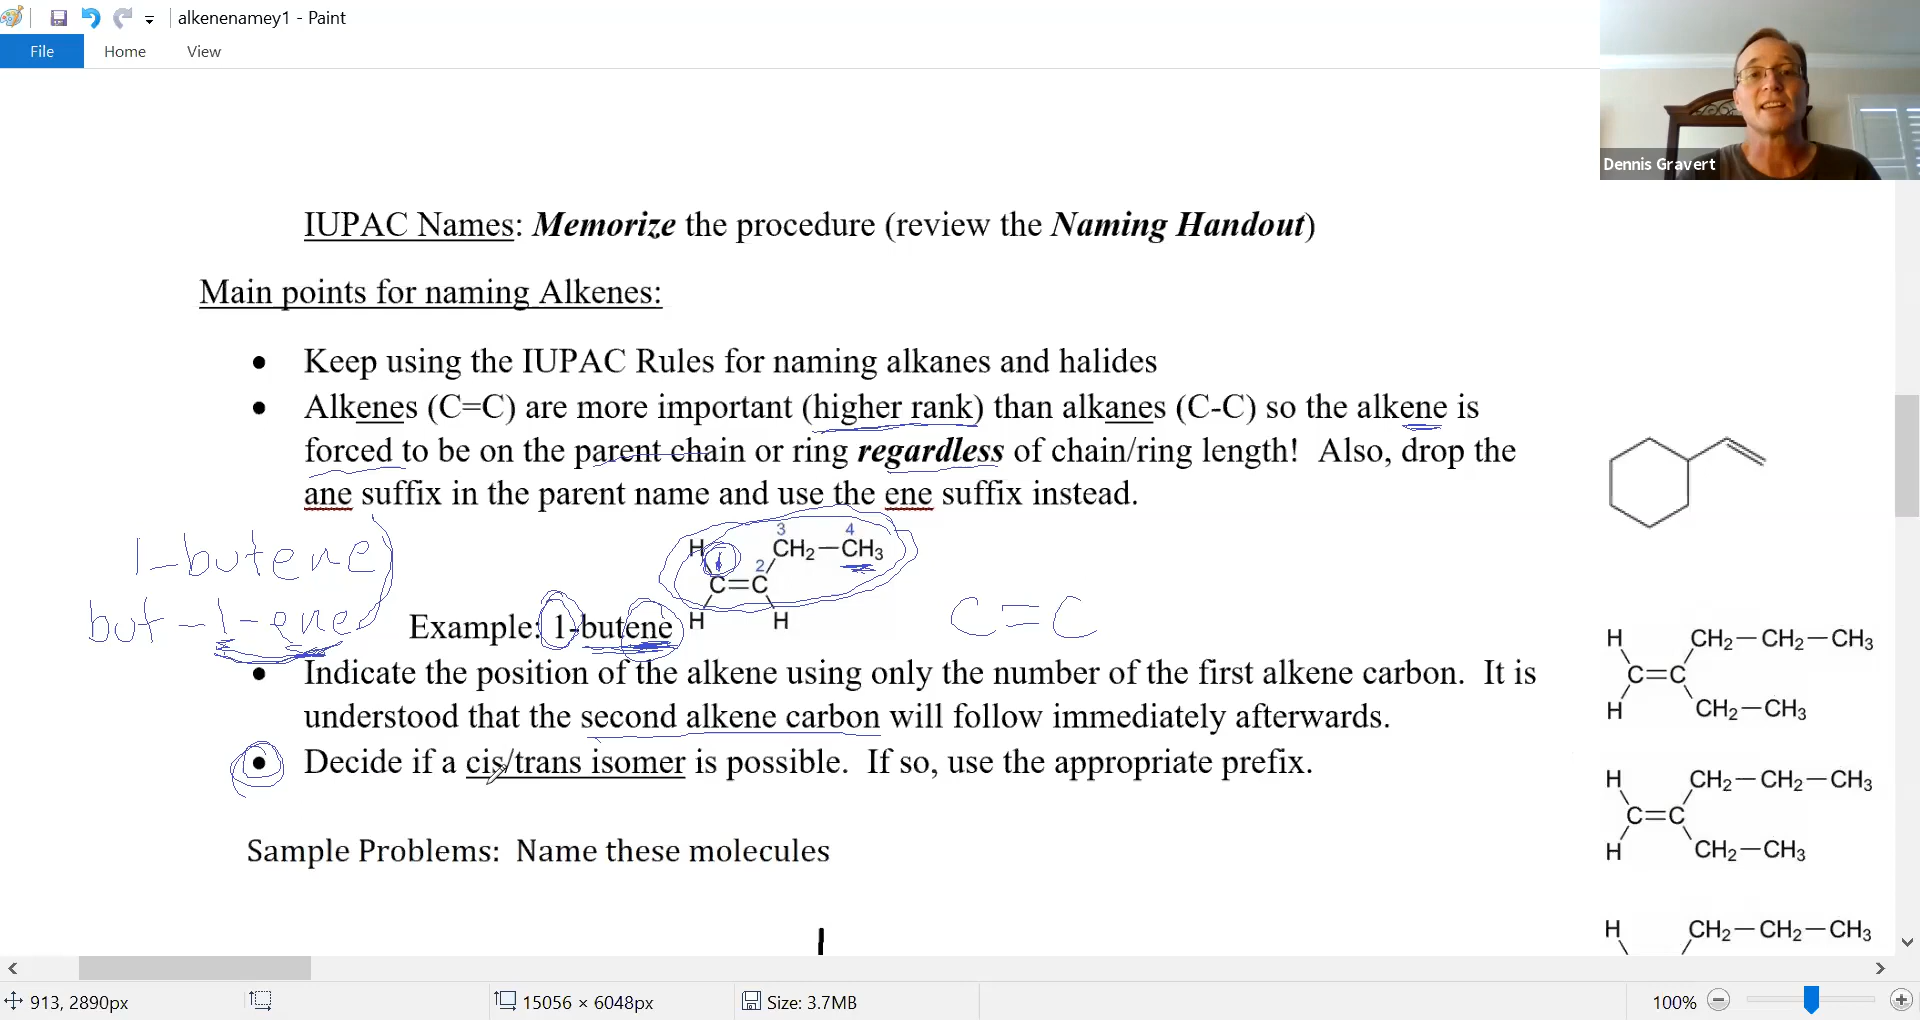 alkenenamey1 - Paint
File Home View
Dennis Gravert
IUPAC Names: Memorize the procedure (review the Naming Handout)
Main points for naming Alkenes:
• Keep using the IUPAC Rules for naming alkanes and halides
• Alkenes (C=C) are more important (higher rank) than alkanes (C-C) so the alkene is
forced to be on the parent chain or ring regardless of chain/ring length! Also, drop the
ane suffix in the parent name and use the ene suffix instead.
3 4
H CH₂—CH₃
1-butene
1 2
C=C
but-1-ene
Example: 1-butene
H H
C=C
• Indicate the position of the alkene using only the number of the first alkene carbon. It is
understood that the second alkene carbon will follow immediately afterwards.
• Decide if a cis/trans isomer is possible. If so, use the appropriate prefix.
Sample Problems: Name these molecules
H CH₂—CH₂—CH₃
C=C
H CH₂—CH₃
H CH₂—CH₂—CH₃
C=C
H CH₂—CH₃
H CH₂—CH₂—CH₃
913, 2890px 15056 × 6048px Size: 3.7MB 100%